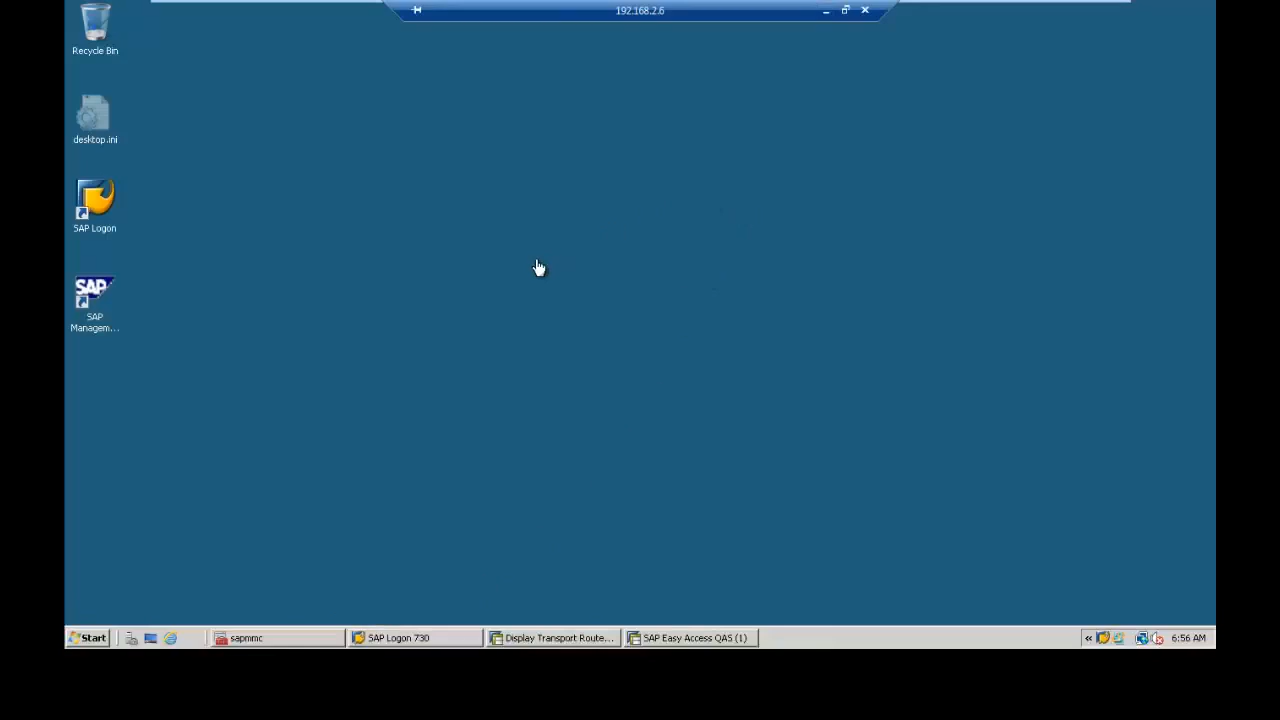 192.168.2.6
Recycle Bin
desktop.ini
SAP Logon
SAP
SAP
Managem...
Start
sapmmc
SAP Logon 730
Display Transport Route...
SAP Easy Access QAS (1)
«
6:56 AM